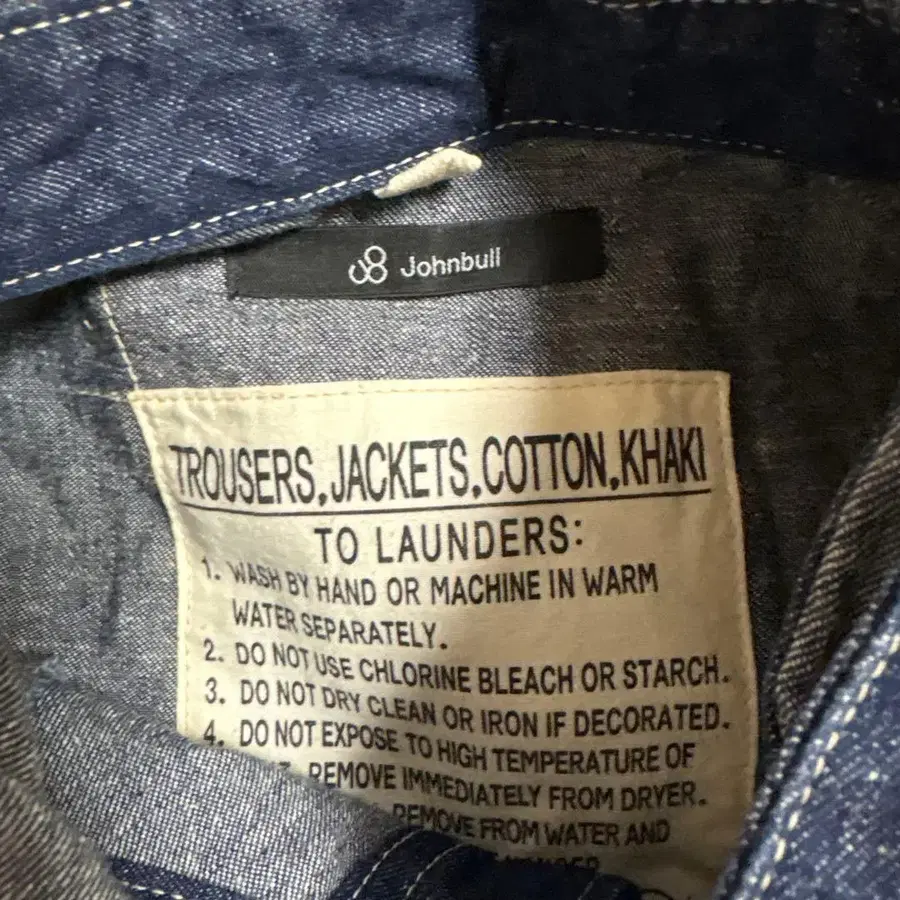 Johnbull
TROUSERS,JACKETS,COTTON,KHAKI
TO LAUNDERS:
1. WASH BY HAND OR MACHINE IN WARM
WATER SEPARATELY.
2. DO NOT USE CHLORINE BLEACH OR STARCH.
3. DO NOT DRY CLEAN OR IRON IF DECORATED.
4. DO NOT EXPOSE TO HIGH TEMPERATURE OF
REMOVE IMMEDIATELY FROM DRYER.
REMOVE FROM WATER AND